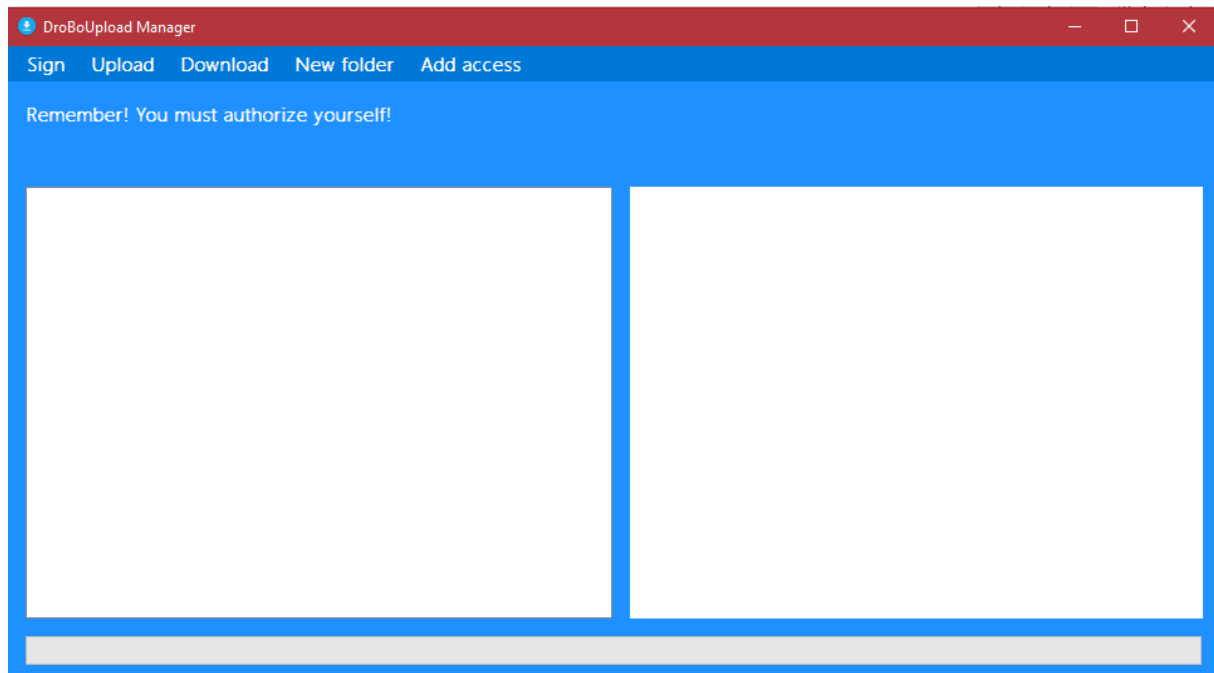 DroBoUpload Manager
Sign Upload Download New folder Add access
Remember! You must authorize yourself!